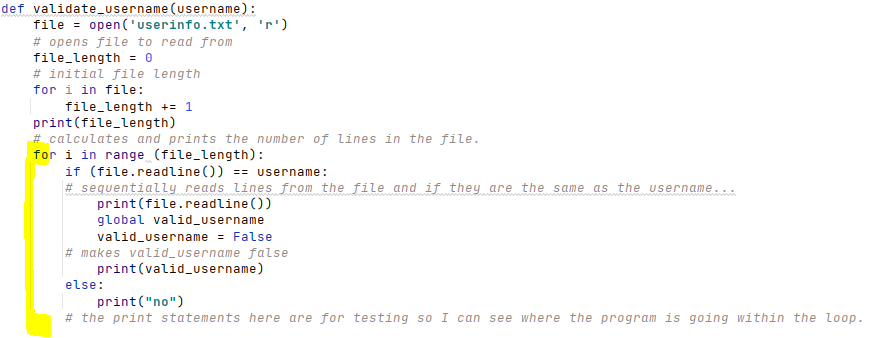 def validate_username(username):
    file = open('userinfo.txt', 'r')
    # opens file to read from
    file_length = 0
    # initial file length
    for i in file:
        file_length += 1
    print(file_length)
    # calculates and prints the number of lines in the file.
    for i in range (file_length):
        if (file.readline()) == username:
        # sequentially reads lines from the file and if they are the same as the username...
            print(file.readline())
            global valid_username
            valid_username = False
        # makes valid_username false
            print(valid_username)
        else:
            print("no")
        # the print statements here are for testing so I can see where the program is going within the loop.